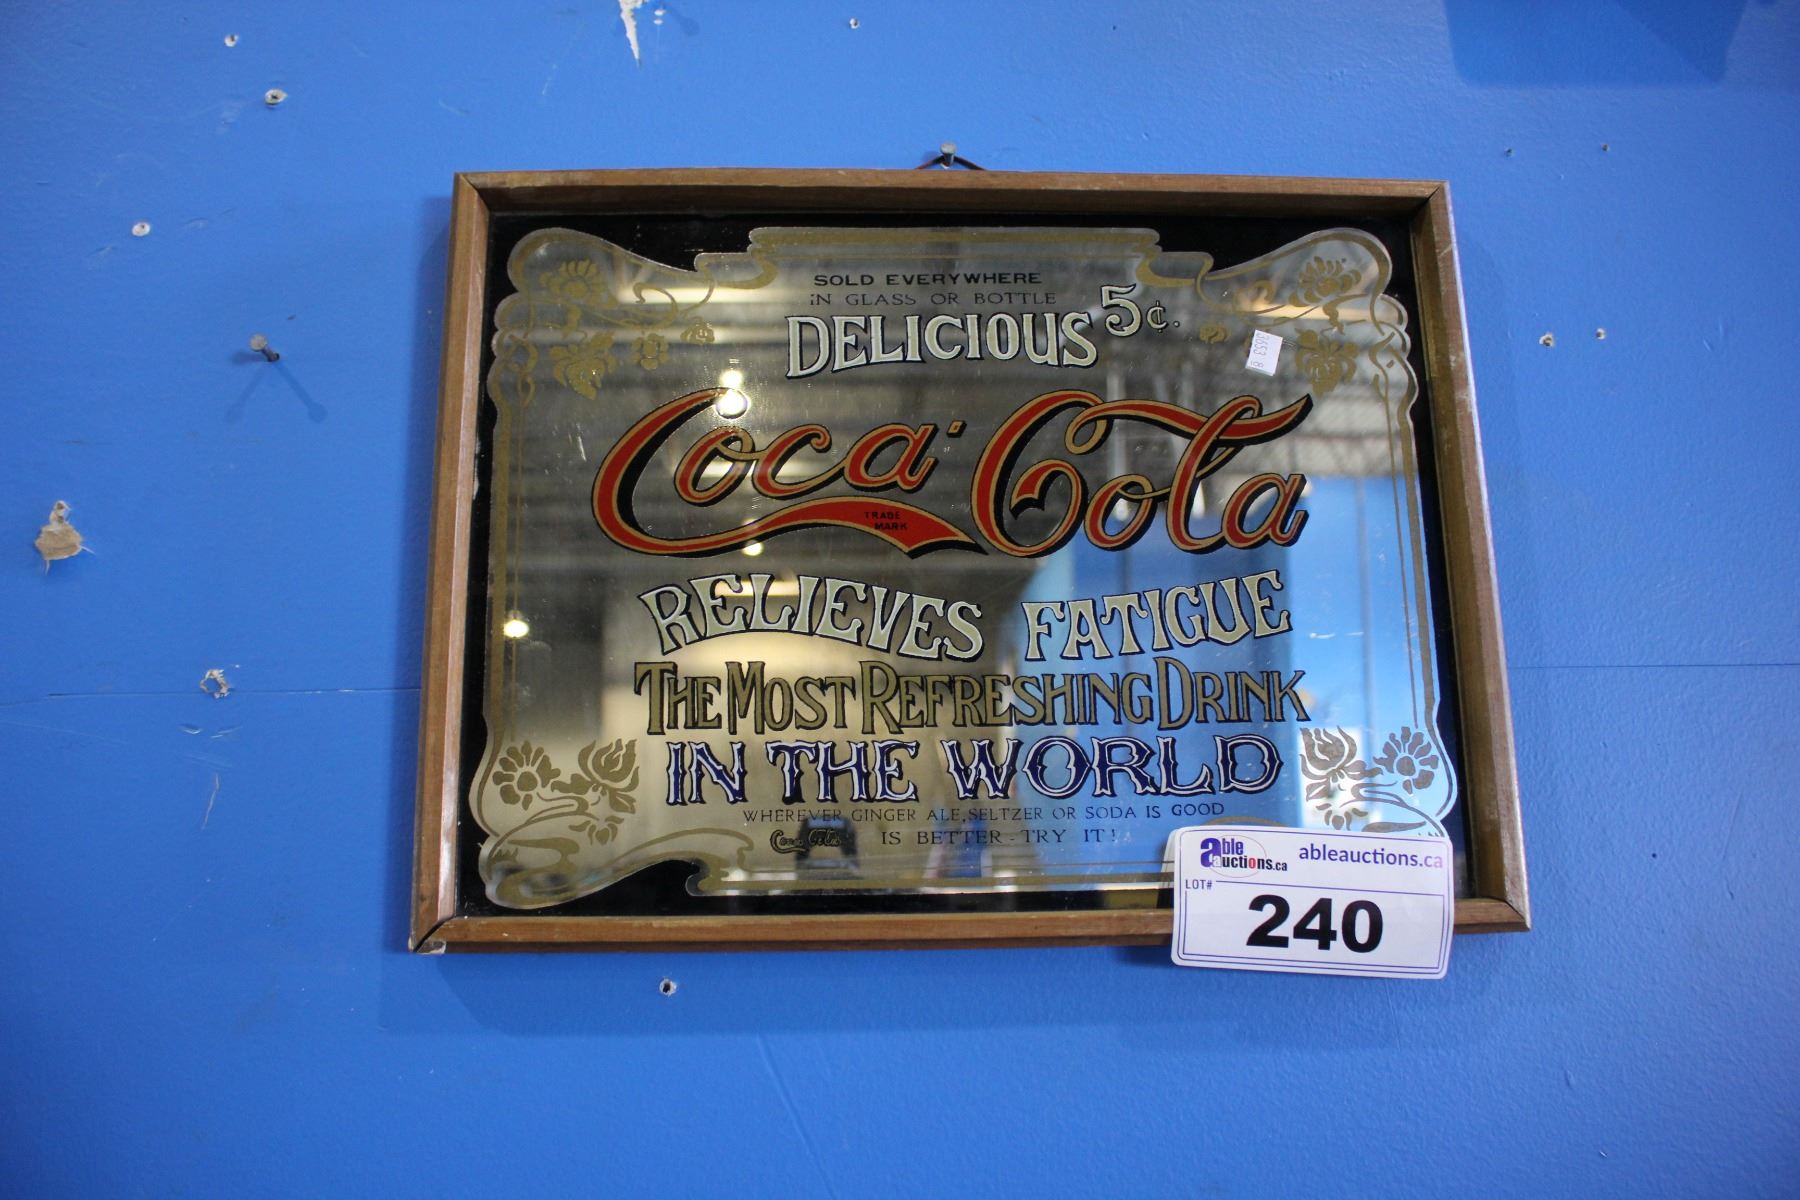 SOLD EVERYWHERE
IN GLASS OR BOTTLE
DELICIOUS 5¢.
Coca-Cola
TRADE
MARK
RELIEVES FATIGUE
THE MOST REFRESHING DRINK
IN THE WORLD
WHEREVER GINGER ALE, SELTZER OR SODA IS GOOD
Coca-Cola IS BETTER - TRY IT!
able auctions.ca
ableauctions.ca
LOT#
240